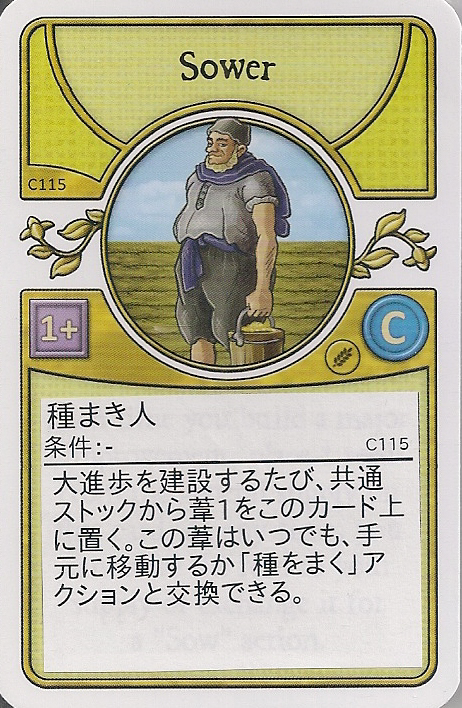 Sower
C115
1+
C
種まき人
条件:-
C115
大進歩を建設するたび、共通
ストックから葦1をこのカード上
に置く。この葦はいつでも、手
元に移動するか「種をまく」ア
クションと交換できる。
a "Sow" action.